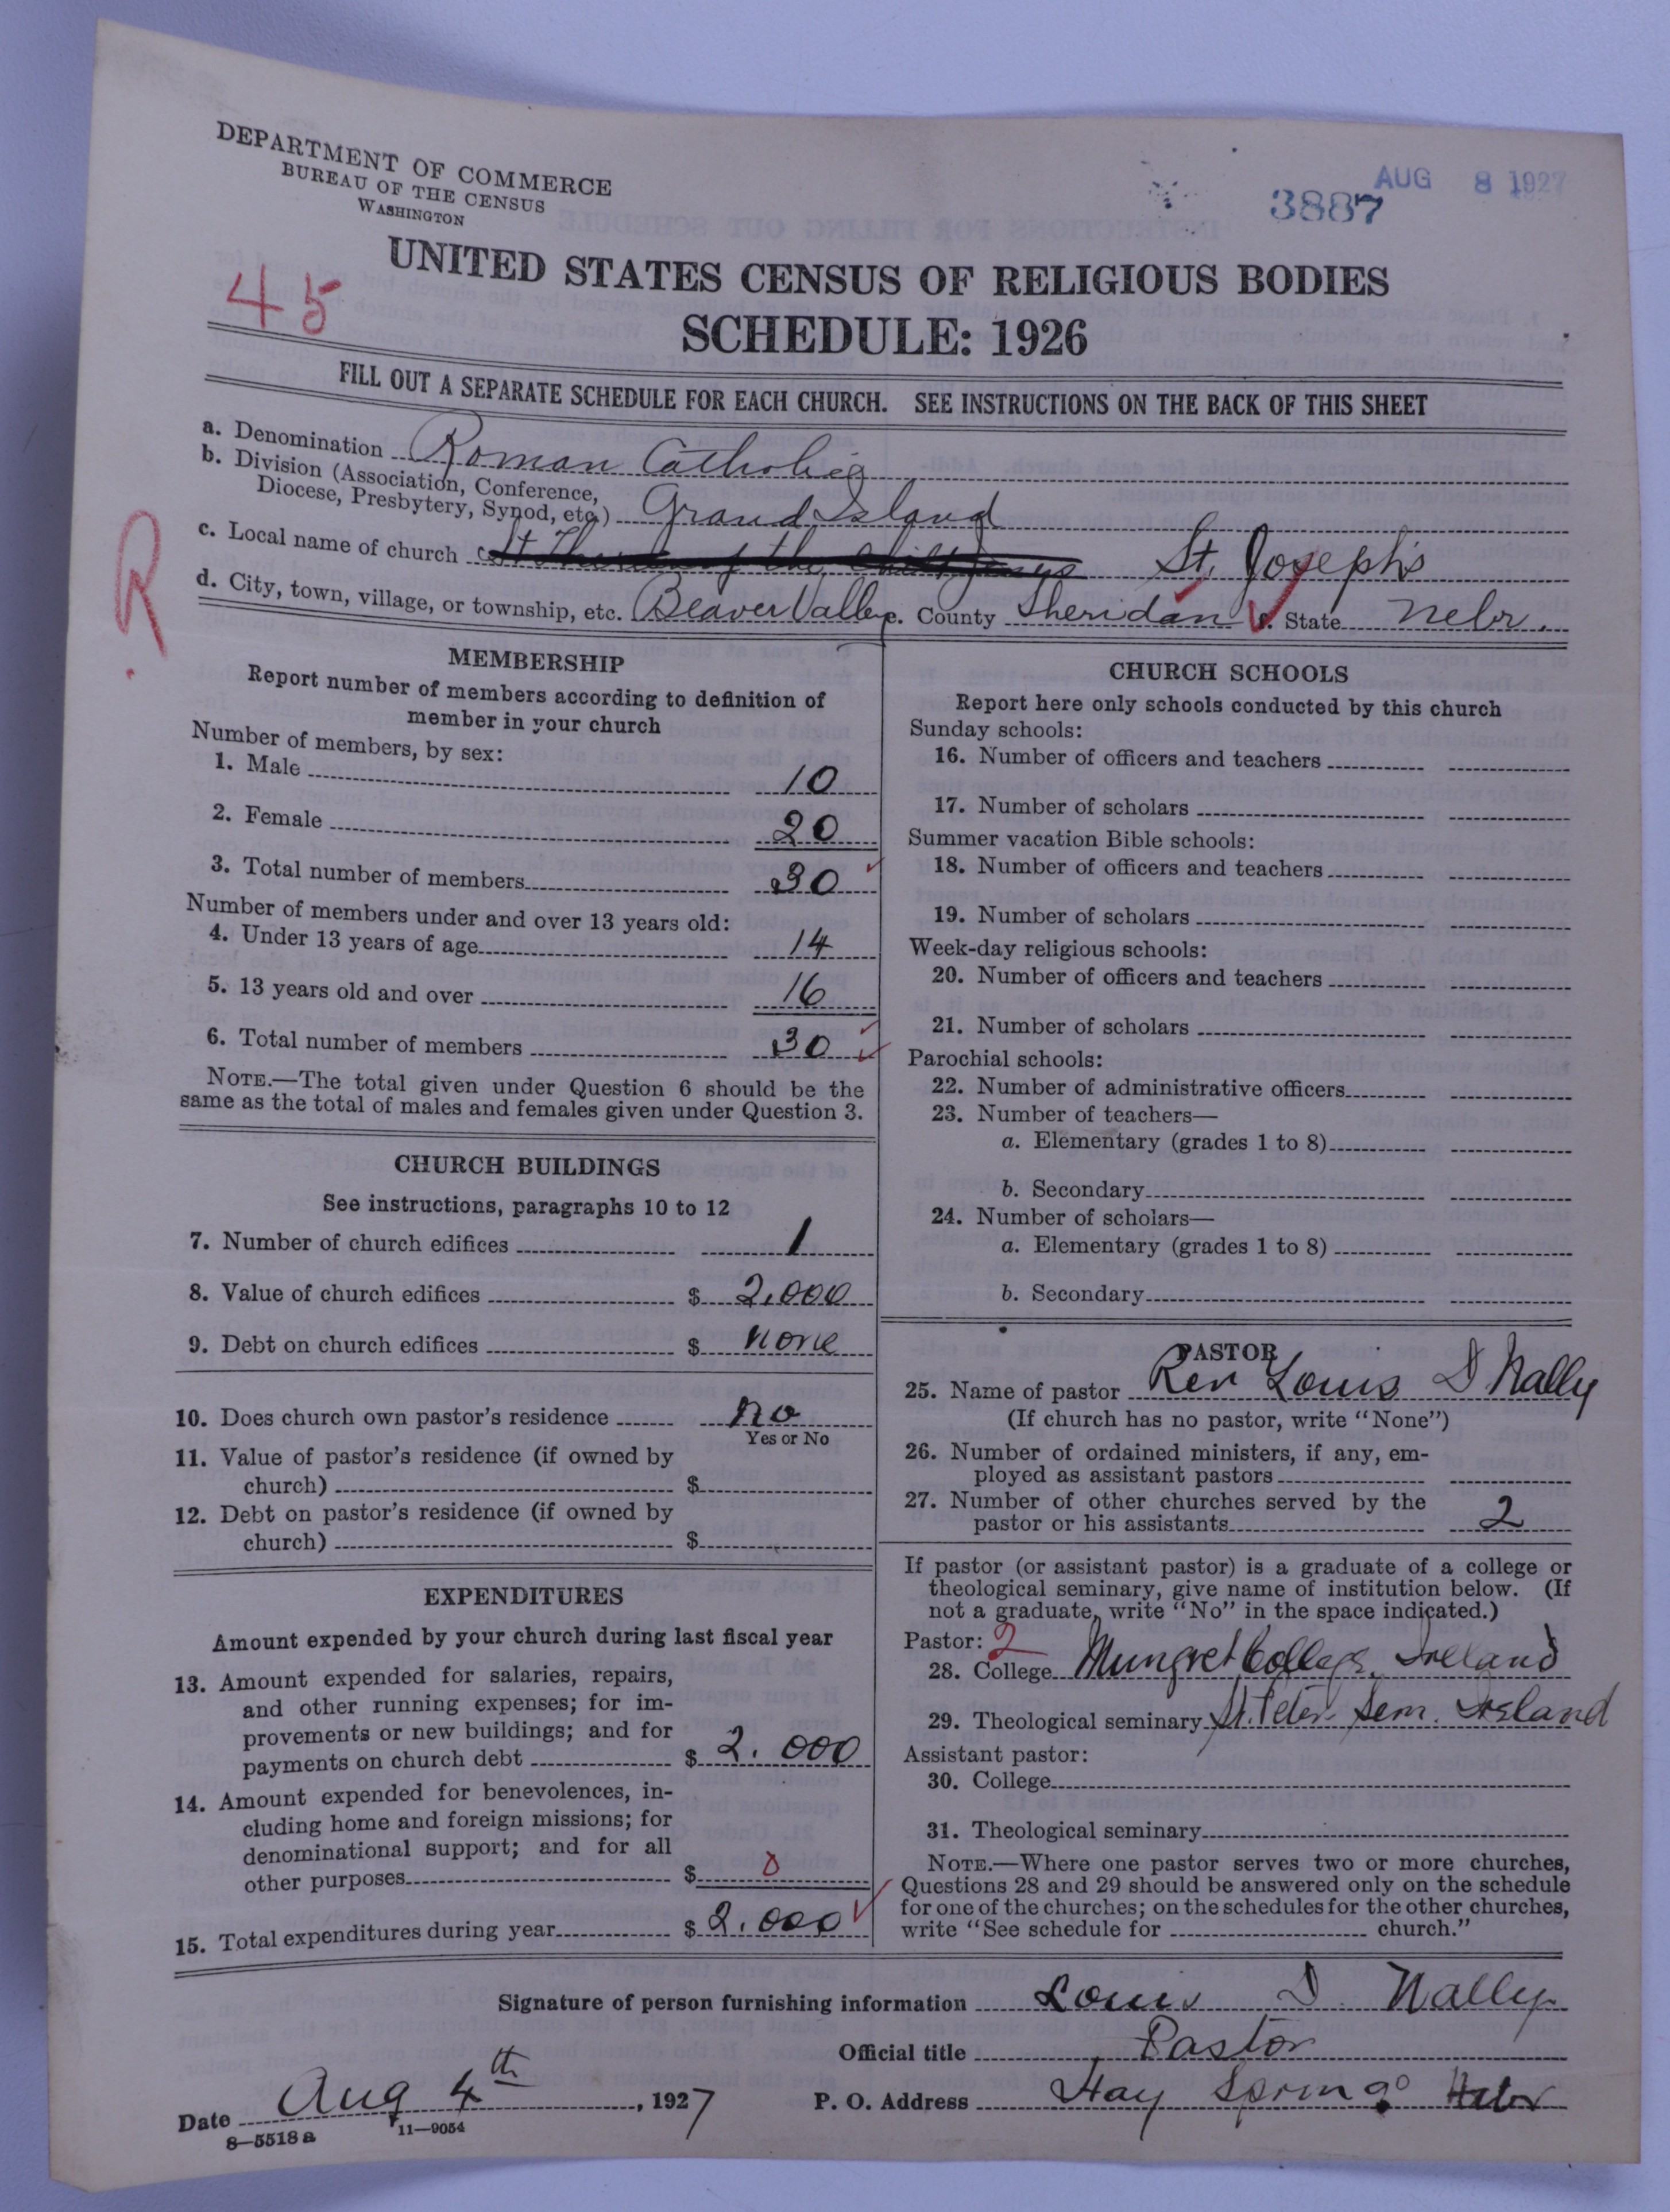 DEPARTMENT OF COMMERCE
BUREAU OF THE CENSUS
WASHINGTON
AUG 8 1927
3887
UNITED STATES CENSUS OF RELIGIOUS BODIES
45
SCHEDULE: 1926
FILL OUT A SEPARATE SCHEDULE FOR EACH CHURCH. SEE INSTRUCTIONS ON THE BACK OF THIS SHEET
a. Denomination Roman Catholic
b. Division (Association, Conference,
Diocese, Presbytery, Synod, etc.) Grand Island
c. Local name of church St of the Child Jesus St. Joseph's
R
d. City, town, village, or township, etc. Beaver Valley e. County Sheridan f. State Nebr.
MEMBERSHIP
Report number of members according to definition of
member in your church
Number of members, by sex:
1. Male 10
2. Female 20
3. Total number of members 30
Number of members under and over 13 years old:
4. Under 13 years of age 14
5. 13 years old and over 16
6. Total number of members 30
NOTE.—The total given under Question 6 should be the
same as the total of males and females given under Question 3.
CHURCH BUILDINGS
See instructions, paragraphs 10 to 12
7. Number of church edifices 1
8. Value of church edifices $ 2,000
9. Debt on church edifices $ none
10. Does church own pastor's residence no
Yes or No
11. Value of pastor's residence (if owned by
church) $
12. Debt on pastor's residence (if owned by
church) $
EXPENDITURES
Amount expended by your church during last fiscal year
13. Amount expended for salaries, repairs,
and other running expenses; for im-
provements or new buildings; and for
payments on church debt $ 2.000
14. Amount expended for benevolences, in-
cluding home and foreign missions; for
denominational support; and for all
other purposes $ 0
15. Total expenditures during year $ 2.000
CHURCH SCHOOLS
Report here only schools conducted by this church
Sunday schools:
16. Number of officers and teachers
17. Number of scholars
Summer vacation Bible schools:
18. Number of officers and teachers
19. Number of scholars
Week-day religious schools:
20. Number of officers and teachers
21. Number of scholars
Parochial schools:
22. Number of administrative officers
23. Number of teachers—
a. Elementary (grades 1 to 8)
b. Secondary
24. Number of scholars—
a. Elementary (grades 1 to 8)
b. Secondary
PASTOR
25. Name of pastor Rev Louis D Nally
(If church has no pastor, write "None")
26. Number of ordained ministers, if any, em-
ployed as assistant pastors
27. Number of other churches served by the
pastor or his assistants 2
If pastor (or assistant pastor) is a graduate of a college or
theological seminary, give name of institution below. (If
not a graduate, write "No" in the space indicated.)
Pastor: 2
28. College Mungret College, Ireland
29. Theological seminary St. Peter Sem. Ireland
Assistant pastor:
30. College
31. Theological seminary
NOTE.—Where one pastor serves two or more churches,
Questions 28 and 29 should be answered only on the schedule
for one of the churches; on the schedules for the other churches,
write "See schedule for church."
Signature of person furnishing information Louis D. Nally
Official title Pastor
Date Aug 4th, 1927 P. O. Address Hay Springs Nebr
8—5518 a 11—9054